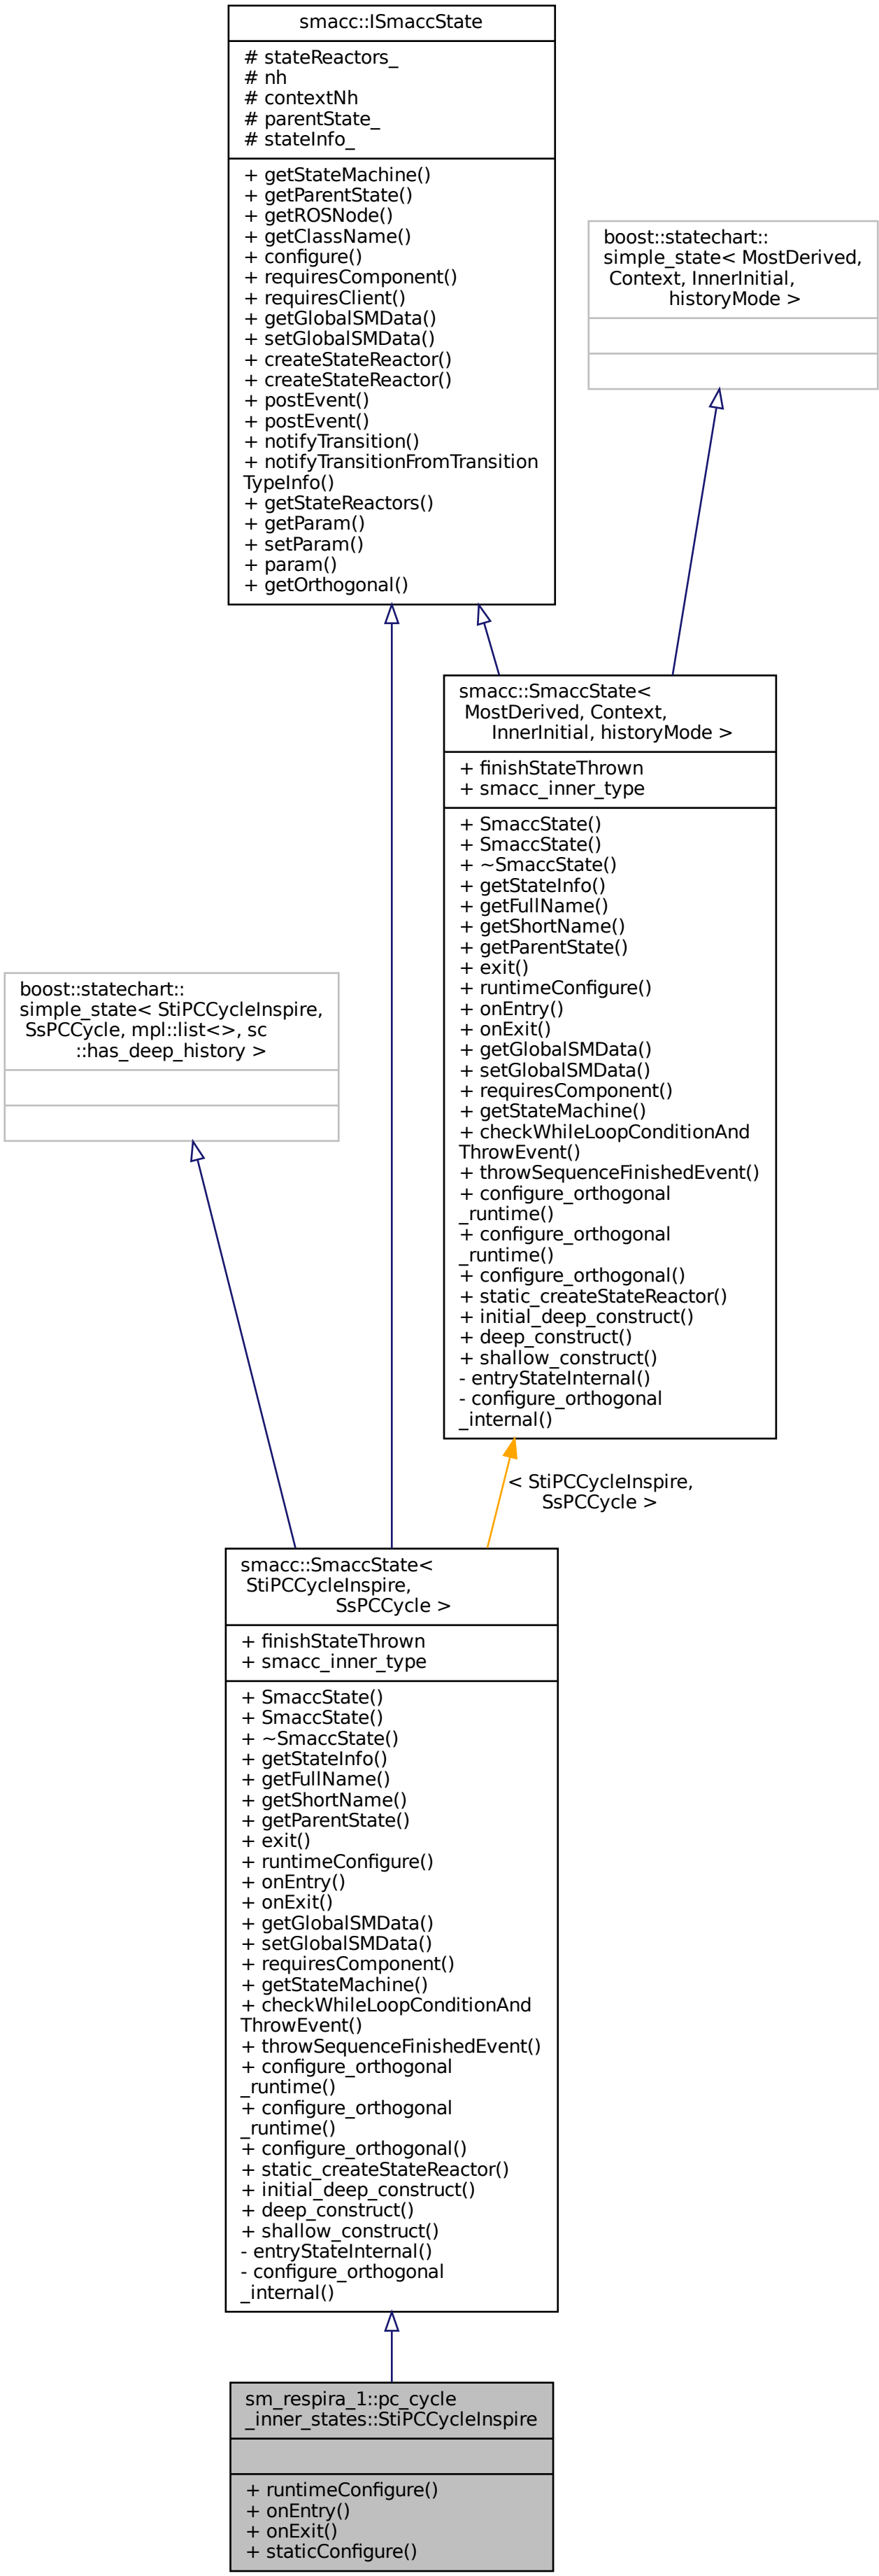 smacc::ISmaccState
# stateReactors_
# nh
# contextNh
# parentState_
# stateInfo_
+ getStateMachine()
+ getParentState()
+ getROSNode()
+ getClassName()
+ configure()
+ requiresComponent()
+ requiresClient()
+ getGlobalSMData()
+ setGlobalSMData()
+ createStateReactor()
+ createStateReactor()
+ postEvent()
+ postEvent()
+ notifyTransition()
+ notifyTransitionFromTransition
TypeInfo()
+ getStateReactors()
+ getParam()
+ setParam()
+ param()
+ getOrthogonal()
boost::statechart::
simple_state< MostDerived,
Context, InnerInitial,
historyMode >
smacc::SmaccState<
MostDerived, Context,
InnerInitial, historyMode >
+ finishStateThrown
+ smacc_inner_type
+ SmaccState()
+ SmaccState()
+ ~SmaccState()
+ getStateInfo()
+ getFullName()
+ getShortName()
+ getParentState()
+ exit()
+ runtimeConfigure()
+ onEntry()
+ onExit()
+ getGlobalSMData()
+ setGlobalSMData()
+ requiresComponent()
+ getStateMachine()
+ checkWhileLoopConditionAnd
ThrowEvent()
+ throwSequenceFinishedEvent()
+ configure_orthogonal
_runtime()
+ configure_orthogonal
_runtime()
+ configure_orthogonal()
+ static_createStateReactor()
+ initial_deep_construct()
+ deep_construct()
+ shallow_construct()
- entryStateInternal()
- configure_orthogonal
_internal()
boost::statechart::
simple_state< StiPCCycleInspire,
SsPCCycle, mpl::list<>, sc
::has_deep_history >
< StiPCCycleInspire,
SsPCCycle >
smacc::SmaccState<
StiPCCycleInspire,
SsPCCycle >
+ finishStateThrown
+ smacc_inner_type
+ SmaccState()
+ SmaccState()
+ ~SmaccState()
+ getStateInfo()
+ getFullName()
+ getShortName()
+ getParentState()
+ exit()
+ runtimeConfigure()
+ onEntry()
+ onExit()
+ getGlobalSMData()
+ setGlobalSMData()
+ requiresComponent()
+ getStateMachine()
+ checkWhileLoopConditionAnd
ThrowEvent()
+ throwSequenceFinishedEvent()
+ configure_orthogonal
_runtime()
+ configure_orthogonal
_runtime()
+ configure_orthogonal()
+ static_createStateReactor()
+ initial_deep_construct()
+ deep_construct()
+ shallow_construct()
- entryStateInternal()
- configure_orthogonal
_internal()
sm_respira_1::pc_cycle
_inner_states::StiPCCycleInspire
+ runtimeConfigure()
+ onEntry()
+ onExit()
+ staticConfigure()